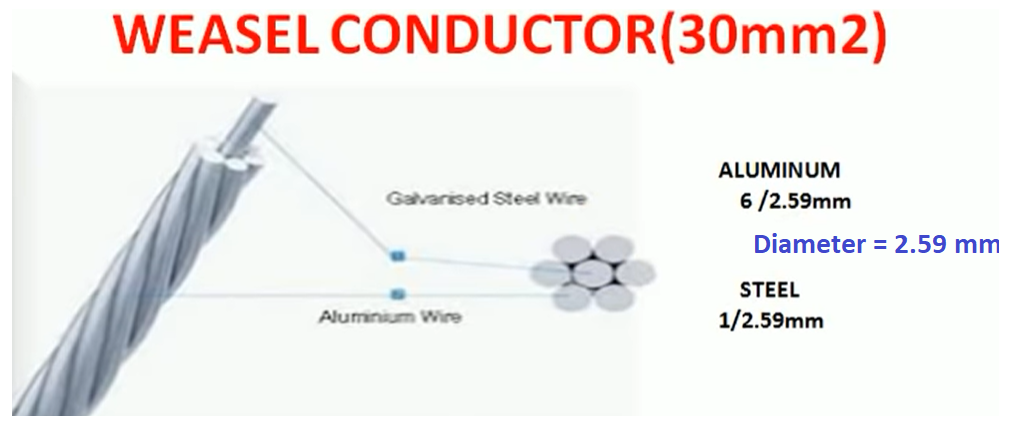 WEASEL CONDUCTOR(30mm2)
Galvanised Steel Wire
Aluminium Wire
ALUMINUM
6 /2.59mm
Diameter = 2.59 mm
STEEL
1/2.59mm